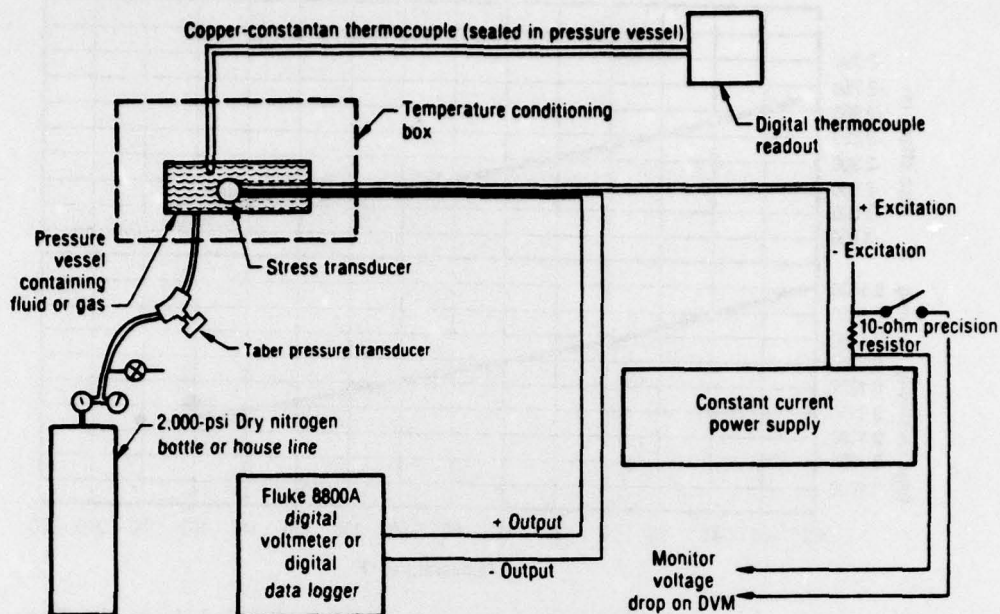 Copper-constantan thermocouple (sealed in pressure vessel)
Temperature conditioning
box
Digital thermocouple
readout
+ Excitation
- Excitation
Pressure
vessel
containing
fluid or gas
Stress transducer
10-ohm precision
resistor
Taber pressure transducer
Constant current
power supply
2,000-psi Dry nitrogen
bottle or house line
Fluke 8800A
digital
voltmeter or
digital
data logger
+ Output
- Output
Monitor
voltage
drop on DVM